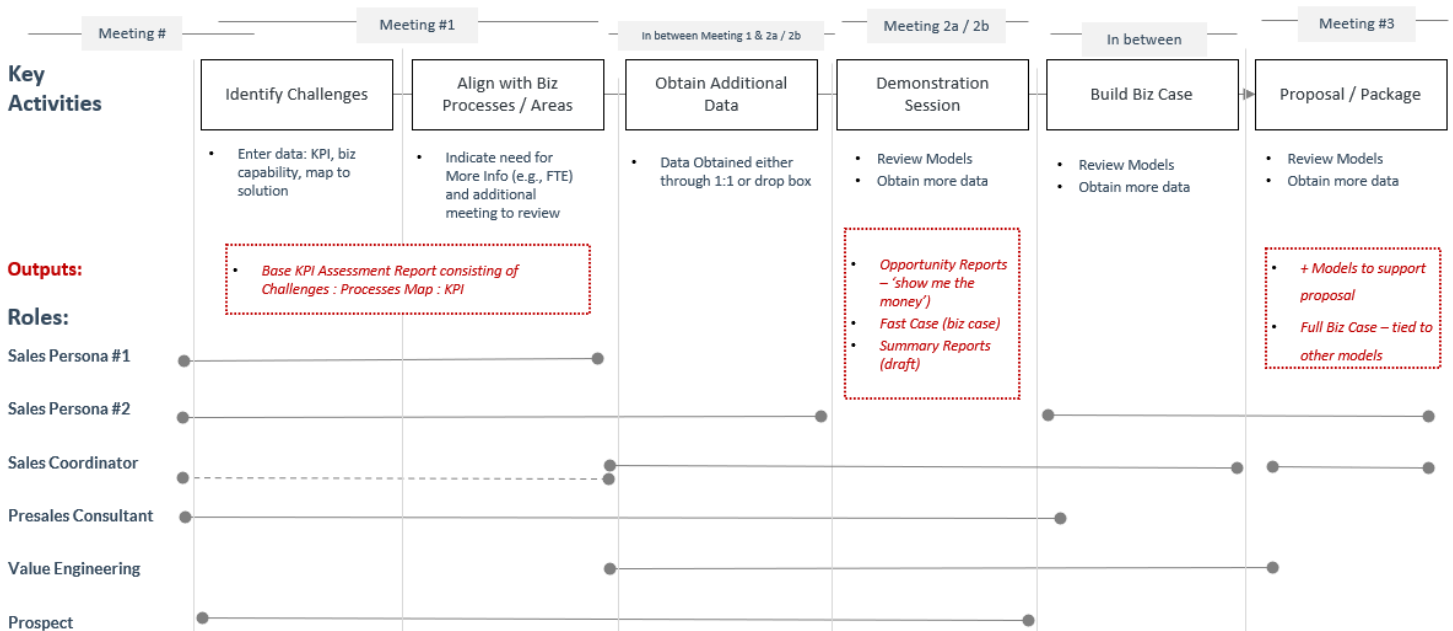 Meeting #
Meeting #1
In between Meeting 1 & 2a / 2b
Meeting 2a / 2b
In between
Meeting #3
Key
Activities
Identify Challenges
Align with Biz
Processes / Areas
Obtain Additional
Data
Demonstration
Session
Build Biz Case
Proposal / Package
• Enter data: KPI, biz
capability, map to
solution
• Indicate need for
More Info (e.g., FTE)
and additional
meeting to review
• Data Obtained either
through 1:1 or drop box
• Review Models
• Obtain more data
• Review Models
• Obtain more data
• Review Models
• Obtain more data
Outputs:
• Base KPI Assessment Report consisting of
Challenges : Processes Map : KPI
• Opportunity Reports
– ‘show me the
money’)
• Fast Case (biz case)
• Summary Reports
(draft)
• + Models to support
proposal
• Full Biz Case – tied to
other models
Roles:
Sales Persona #1
Sales Persona #2
Sales Coordinator
Presales Consultant
Value Engineering
Prospect